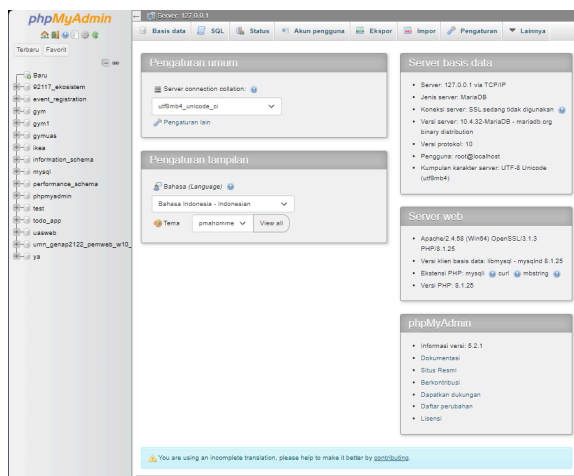 phpMyAdmin
Terbaru Favorit
Baru
92117_ekosistem
event_registration
gym
gym1
gymuas
ikea
information_schema
mysql
performance_schema
phpmyadmin
test
todo_app
uasweb
umn_genap2122_pemweb_w10_
ya
Server: 127.0.0.1
Basis data SQL Status Akun pengguna Ekspor Impor Pengaturan Lainnya
Pengaturan umum
Server connection collation:
utf8mb4_unicode_ci
Pengaturan lain
Pengaturan tampilan
Bahasa (Language)
Bahasa Indonesia - Indonesian
Tema pmahomme View all
Server basis data
Server: 127.0.0.1 via TCP/IP
Jenis server: MariaDB
Koneksi server: SSL sedang tidak digunakan
Versi server: 10.4.32-MariaDB - mariadb.org
binary distribution
Versi protokol: 10
Pengguna: root@localhost
Kumpulan karakter server: UTF-8 Unicode
(utf8mb4)
Server web
Apache/2.4.58 (Win64) OpenSSL/3.1.3
PHP/8.1.25
Versi klien basis data: libmysql - mysqlnd 8.1.25
Ekstensi PHP: mysqli curl mbstring
Versi PHP: 8.1.25
phpMyAdmin
Informasi versi: 5.2.1
Dokumentasi
Situs Resmi
Berkontribusi
Dapatkan dukungan
Daftar perubahan
Lisensi
You are using an incomplete translation, please help to make it better by contributing.